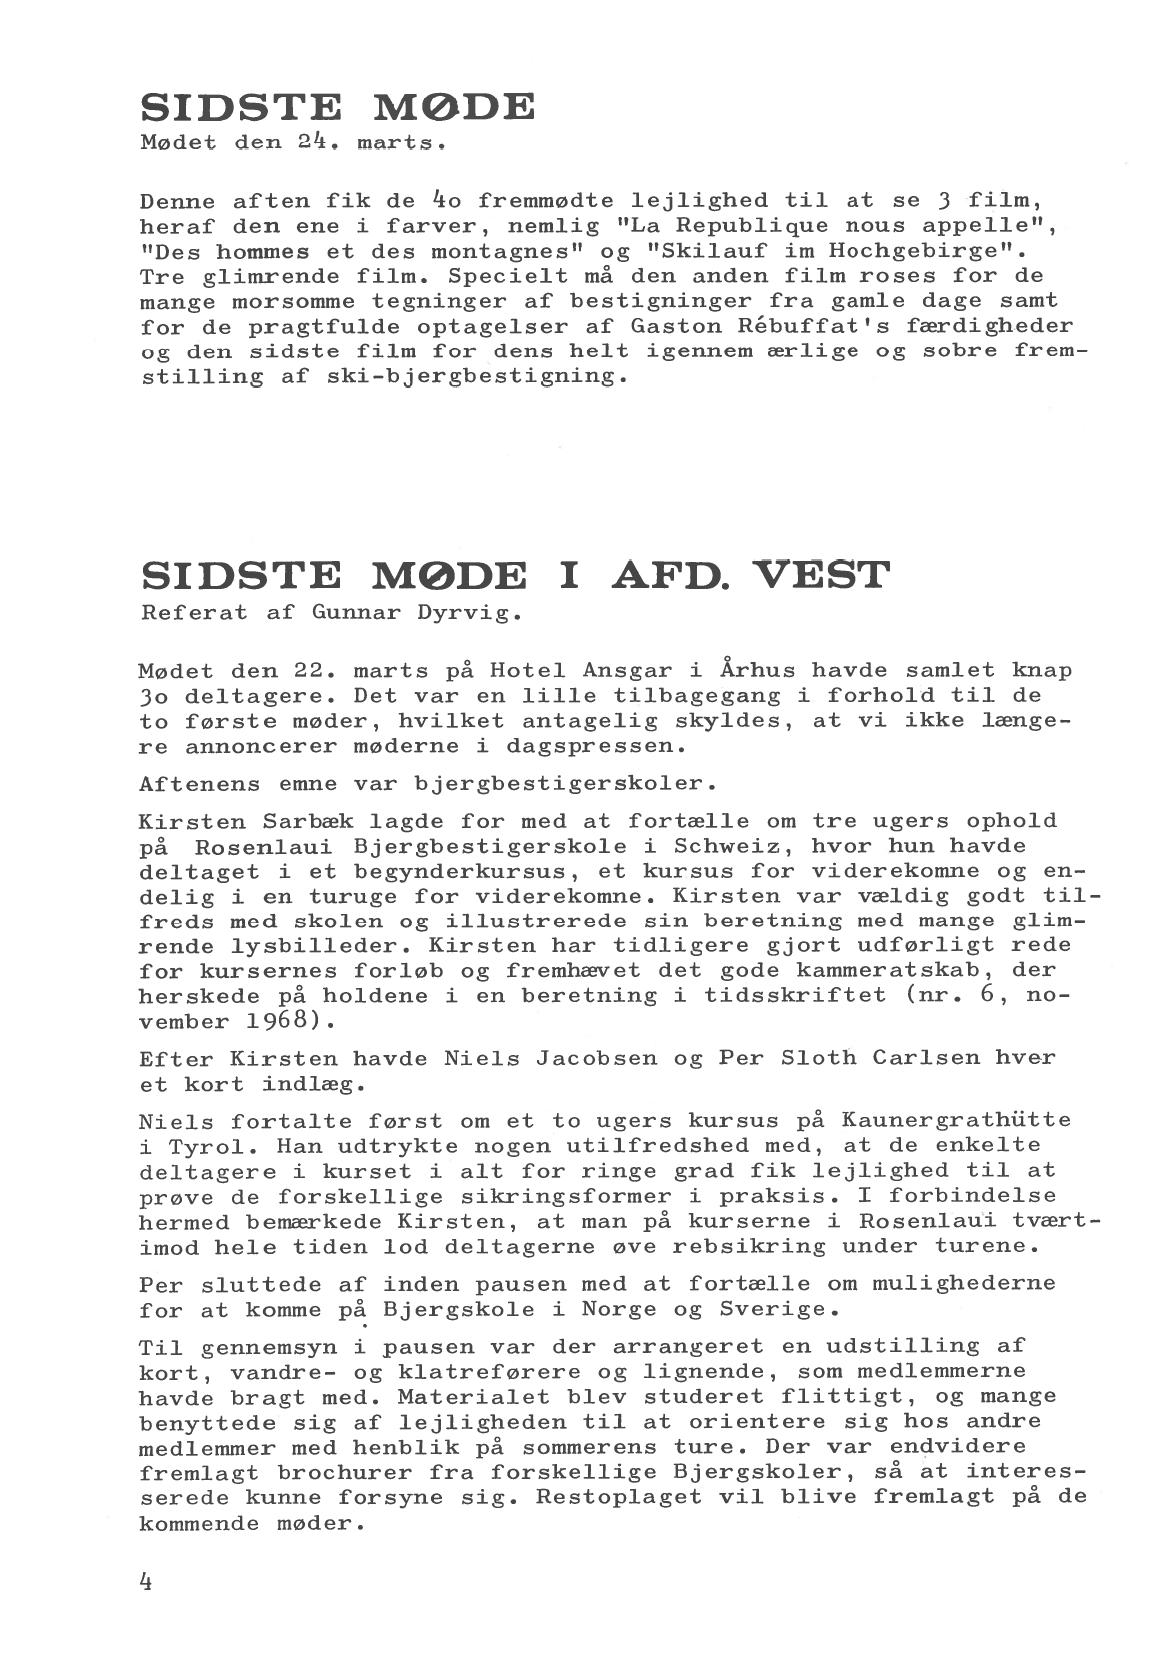 SIDSTE MØDE
Mødet den 24. marts.
Denne aften fik de 4o fremmødte lejlighed til at se 3 film,
heraf den ene i farver, nemlig "La Republique nous appelle",
"Des hommes et des montagnes" og "Skilauf im Hochgebirge".
Tre glimrende film. Specielt må den anden film roses for de
mange morsomme tegninger af bestigninger fra gamle dage samt
for de pragtfulde optagelser af Gaston Rébuffat's færdigheder
og den sidste film for dens helt igennem ærlige og sobre frem-
stilling af ski-bjergbestigning.
SIDSTE MØDE I AFD. VEST
Referat af Gunnar Dyrvig.
Mødet den 22. marts på Hotel Ansgar i Århus havde samlet knap
3o deltagere. Det var en lille tilbagegang i forhold til de
to første møder, hvilket antagelig skyldes, at vi ikke længe-
re annoncerer møderne i dagspressen.
Aftenens emne var bjergbestigerskoler.
Kirsten Sarbæk lagde for med at fortælle om tre ugers ophold
på Rosenlaui Bjergbestigerskole i Schweiz, hvor hun havde
deltaget i et begynderkursus, et kursus for viderekomne og en-
delig i en turuge for viderekomne. Kirsten var vældig godt til-
freds med skolen og illustrerede sin beretning med mange glim-
rende lysbilleder. Kirsten har tidligere gjort udførligt rede
for kursernes forløb og fremhævet det gode kammeratskab, der
herskede på holdene i en beretning i tidsskriftet (nr. 6, no-
vember 1968).
Efter Kirsten havde Niels Jacobsen og Per Sloth Carlsen hver
et kort indlæg.
Niels fortalte først om et to ugers kursus på Kaunergrathütte
i Tyrol. Han udtrykte nogen utilfredshed med, at de enkelte
deltagere i kurset i alt for ringe grad fik lejlighed til at
prøve de forskellige sikringsformer i praksis. I forbindelse
hermed bemærkede Kirsten, at man på kurserne i Rosenlaui tvært-
imod hele tiden lod deltagerne øve rebsikring under turene.
Per sluttede af inden pausen med at fortælle om mulighederne
for at komme på Bjergskole i Norge og Sverige.
Til gennemsyn i pausen var der arrangeret en udstilling af
kort, vandre- og klatreførere og lignende, som medlemmerne
havde bragt med. Materialet blev studeret flittigt, og mange
benyttede sig af lejligheden til at orientere sig hos andre
medlemmer med henblik på sommerens ture. Der var endvidere
fremlagt brochurer fra forskellige Bjergskoler, så at interes-
serede kunne forsyne sig. Restoplaget vil blive fremlagt på de
kommende møder.
4